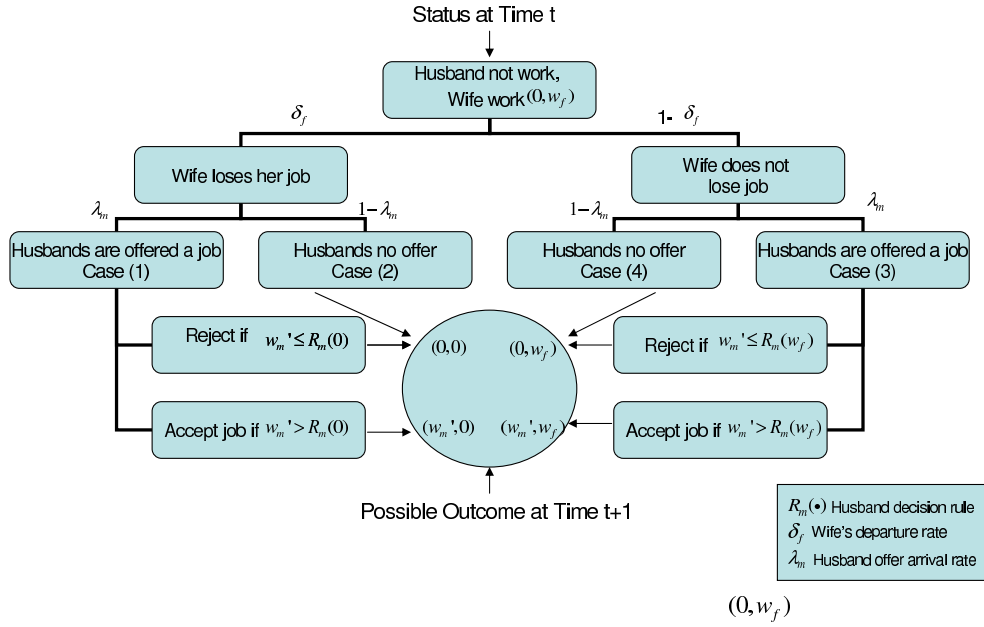 Status at Time t
Husband not work,
Wife work (0, w_f)
δ_f
1- δ_f
Wife loses her job
Wife does not
lose job
λ_m
1−λ_m
1−λ_m
λ_m
Husbands are offered a job
Case (1)
Husbands no offer
Case (2)
Husbands no offer
Case (4)
Husbands are offered a job
Case (3)
Reject if w_m' ≤ R_m(0)
(0,0)
(0, w_f)
Reject if w_m' ≤ R_m(w_f)
Accept job if w_m' > R_m(0)
(w_m',0)
(w_m', w_f)
Accept job if w_m' > R_m(w_f)
Possible Outcome at Time t+1
R_m(•) Husband decision rule
δ_f Wife's departure rate
λ_m Husband offer arrival rate
(0, w_f)